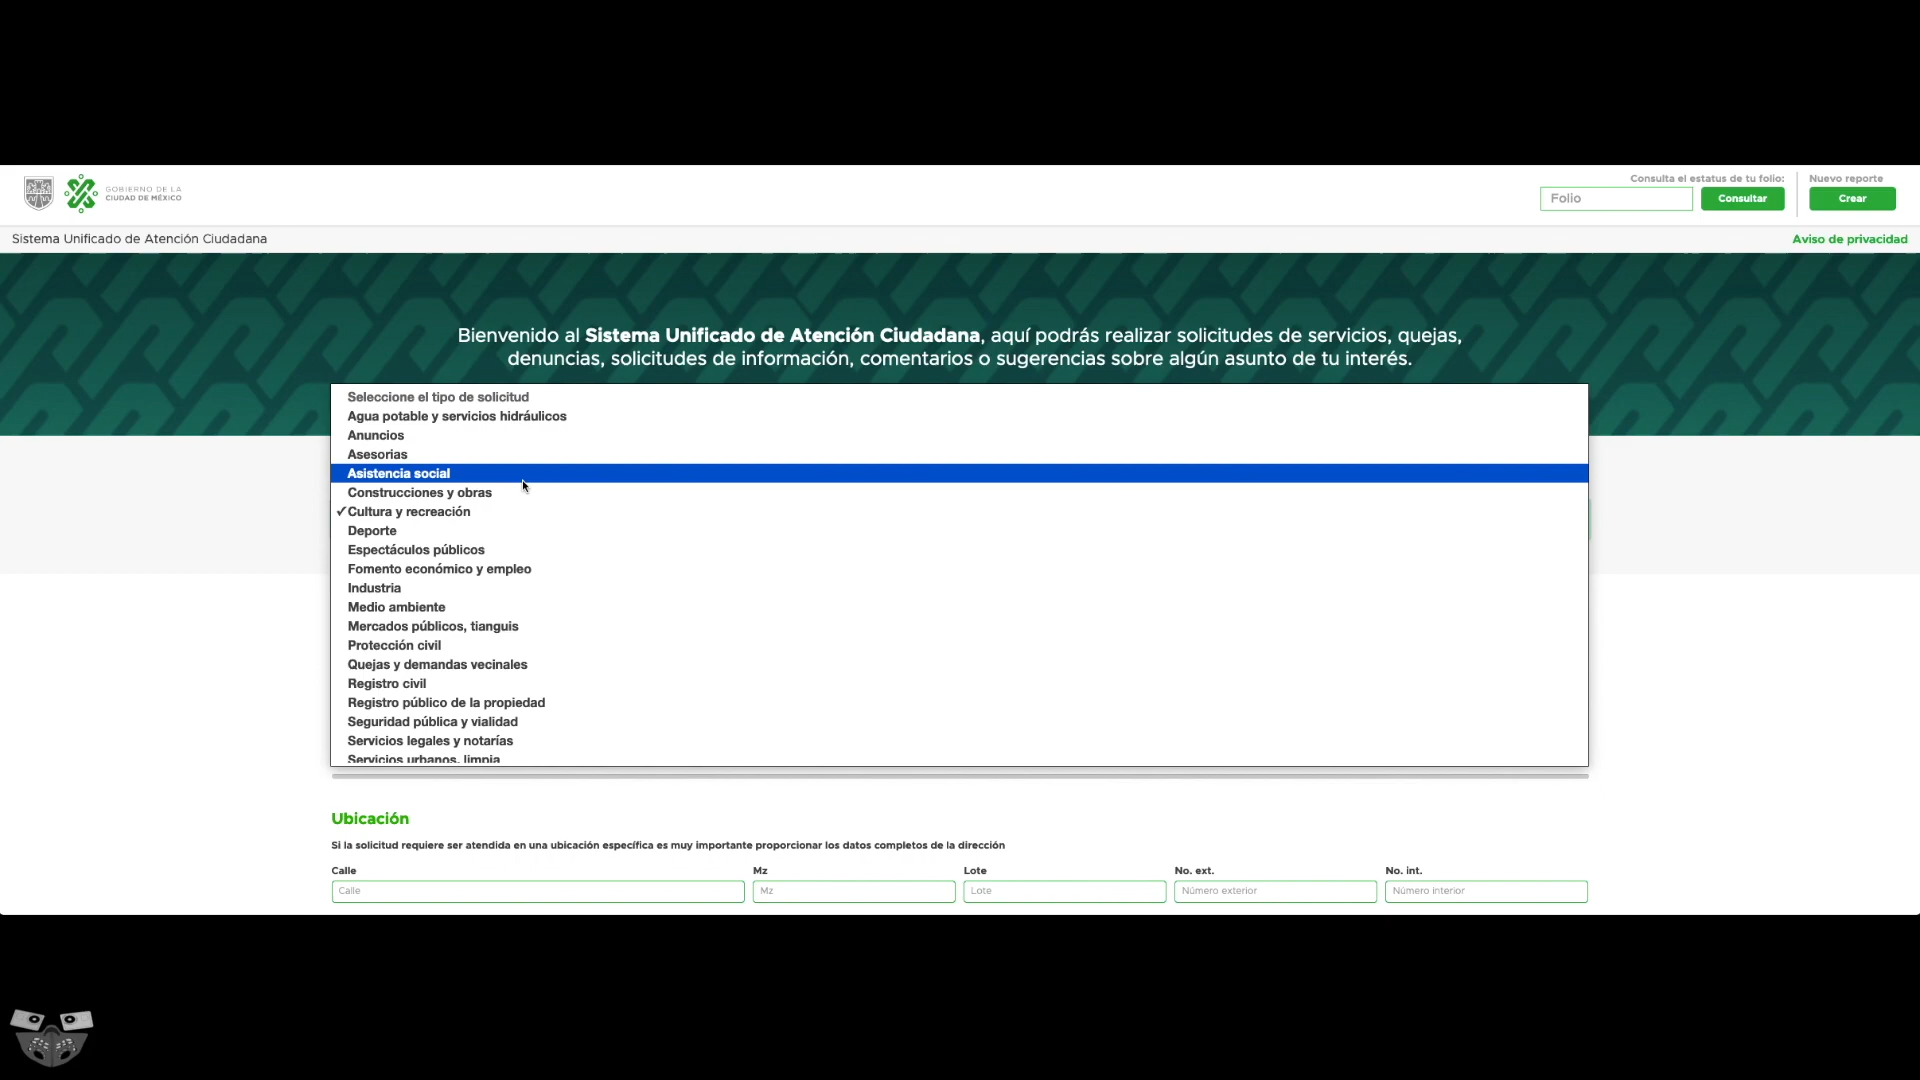 GOBIERNO DE LA
CIUDAD DE MÉXICO
Consulta el estatus de tu folio:
Nuevo reporte
Folio
Consultar
Crear
Sistema Unificado de Atención Ciudadana
Aviso de privacidad
Bienvenido al Sistema Unificado de Atención Ciudadana, aquí podrás realizar solicitudes de servicios, quejas,
denuncias, solicitudes de información, comentarios o sugerencias sobre algún asunto de tu interés.
Seleccione el tipo de solicitud
Agua potable y servicios hidráulicos
Anuncios
Asesorias
Asistencia social
Construcciones y obras
✓Cultura y recreación
Deporte
Espectáculos públicos
Fomento económico y empleo
Industria
Medio ambiente
Mercados públicos, tianguis
Protección civil
Quejas y demandas vecinales
Registro civil
Registro público de la propiedad
Seguridad pública y vialidad
Servicios legales y notarías
Servicios urbanos, limpia
Ubicación
Si la solicitud requiere ser atendida en una ubicación específica es muy importante proporcionar los datos completos de la dirección
Calle
Mz
Lote
No. ext.
No. int.
Calle
Mz
Lote
Número exterior
Número interior